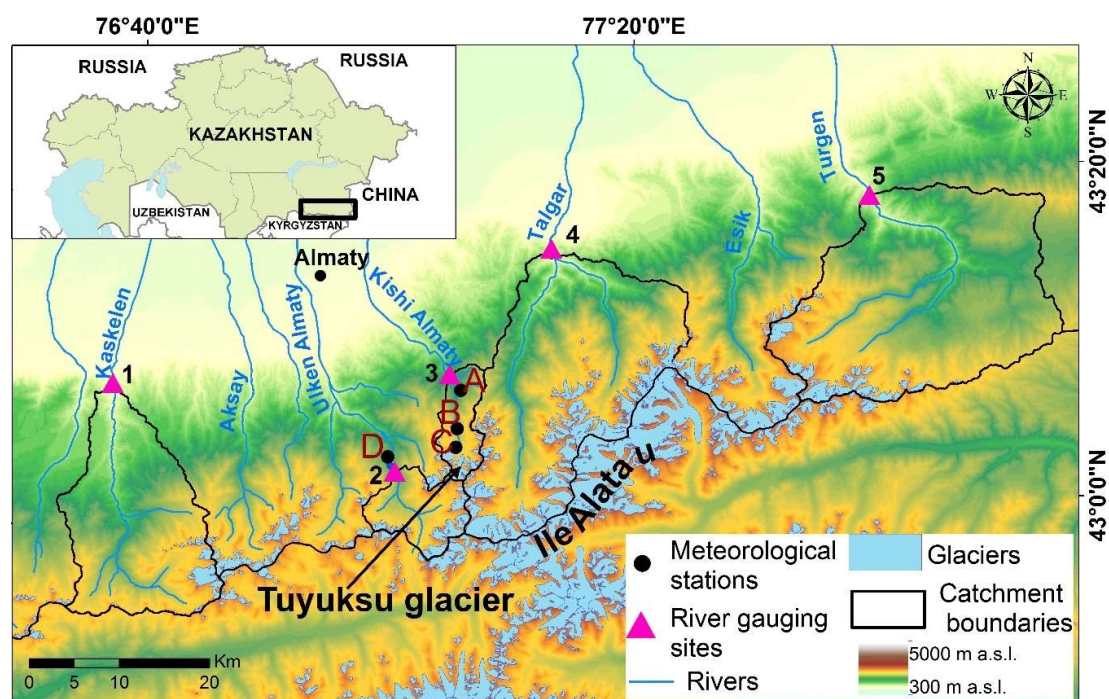 76°40'0"E
77°20'0"E
RUSSIA
RUSSIA
KAZAKHSTAN
CHINA
UZBEKISTAN
KYRGYZSTAN
N
W
E
S
43°20'0"N
43°0'0"N
Almaty
Kaskelen
Aksay
Ulken Almaty
Kishi Almaty
Talgar
Esik
Turgen
1
2
3
4
5
A
B
C
D
Ile Alatau
Tuyuksu glacier
Km
0 5 10 20
Meteorological
stations
River gauging
sites
Rivers
Glaciers
Catchment
boundaries
5000 m a.s.l.
300 m a.s.l.